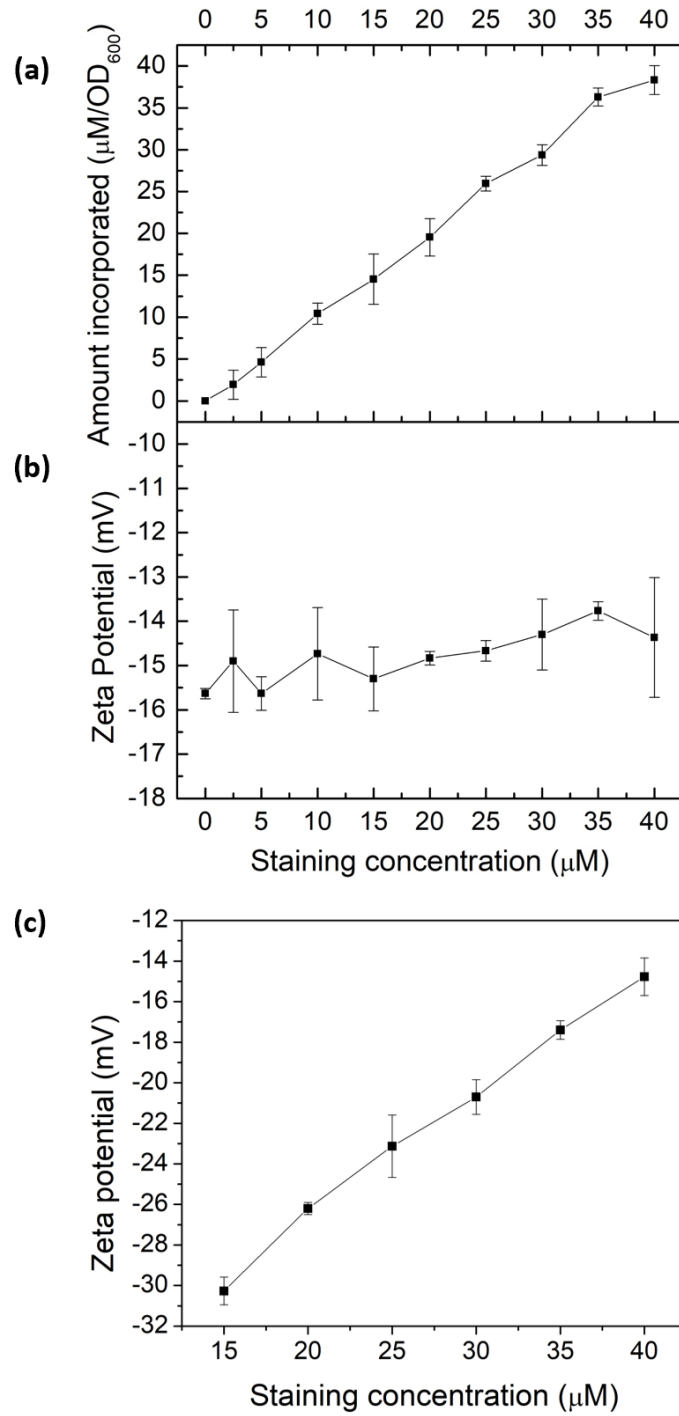 0 5 10 15 20 25 30 35 40
(a)
Amount incorporated (μM/OD600)
40
35
30
25
20
15
10
5
0
(b)
Zeta Potential (mV)
-10
-11
-12
-13
-14
-15
-16
-17
-18
0 5 10 15 20 25 30 35 40
Staining concentration (μM)
(c)
Zeta potential (mV)
-12
-14
-16
-18
-20
-22
-24
-26
-28
-30
-32
15 20 25 30 35 40
Staining concentration (μM)